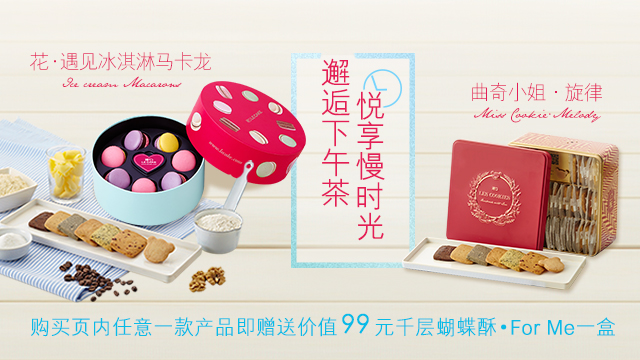 花·遇见冰淇淋马卡龙
Ice cream Macarons
邂逅下午茶
悦享慢时光
曲奇小姐·旋律
Miss Cookie Melody
LES COOKIES
购买页内任意一款产品即赠送价值99元千层蝴蝶酥·For Me一盒